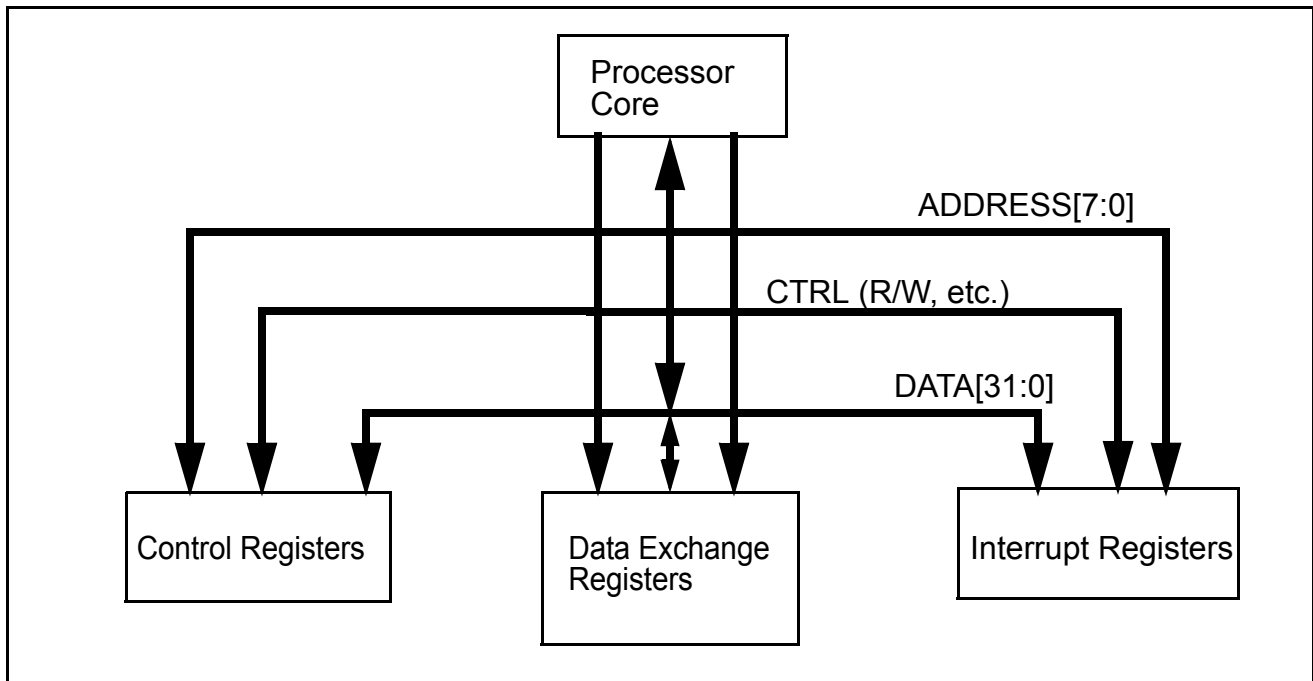 Processor
Core
ADDRESS[7:0]
CTRL (R/W, etc.)
DATA[31:0]
Control Registers
Data Exchange
Registers
Interrupt Registers